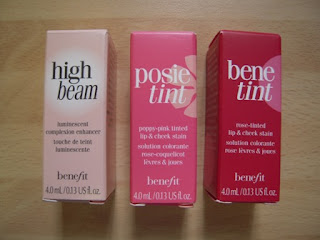 high
beam
luminescent
complexion enhancer
touche de teint
luminescente
benefit
4.0 mL / 0.13 US fl. oz.
posie
tint
poppy-pink tinted
lip & cheek stain
solution colorante
rose-coquelicot
lèvres & joues
benefit
4.0 mL / 0.13 US fl. oz.
bene
tint
rose-tinted
lip & cheek stain
solution colorante
rose lèvres & joues
benefit
4.0 mL / 0.13 US fl. oz.